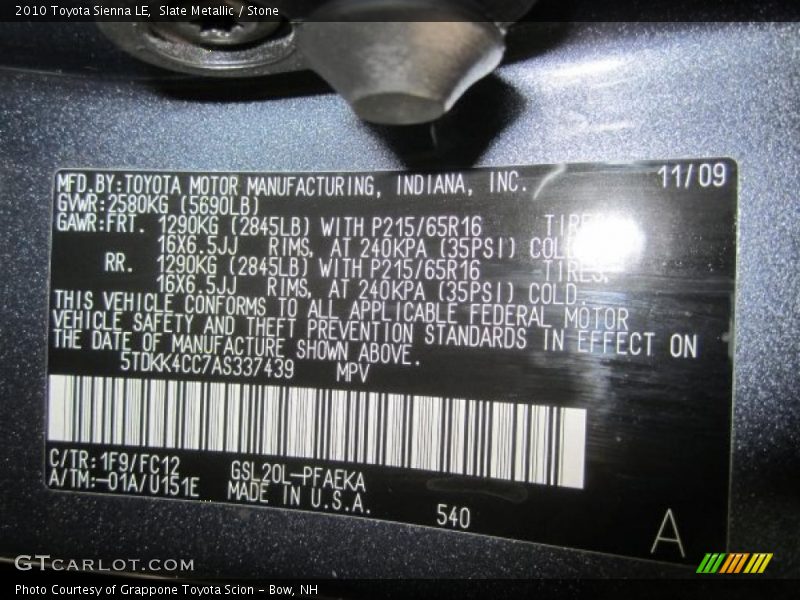 2010 Toyota Sienna LE,  Slate Metallic / Stone
MFD.BY:TOYOTA MOTOR MANUFACTURING, INDIANA, INC. 11/09
GVWR:2580KG (5690LB)
GAWR:FRT. 1290KG (2845LB) WITH P215/65R16
16X6.5JJ RIMS, AT 240KPA (35PSI)
RR. 1290KG (2845LB) WITH P215/65R16 TIRES,
16X6.5JJ RIMS, AT 240KPA (35PSI) COLD.
THIS VEHICLE CONFORMS TO ALL APPLICABLE FEDERAL MOTOR
VEHICLE SAFETY AND THEFT PREVENTION STANDARDS IN EFFECT ON
THE DATE OF MANUFACTURE SHOWN ABOVE.
5TDKK4CC7AS337439 MPV
C/TR:1F9/FC12 GSL20L-PFAEKA
A/TM:-01A/U151E MADE IN U.S.A. 540
A
GTCARLOT.COM
Photo Courtesy of Grappone Toyota Scion - Bow, NH